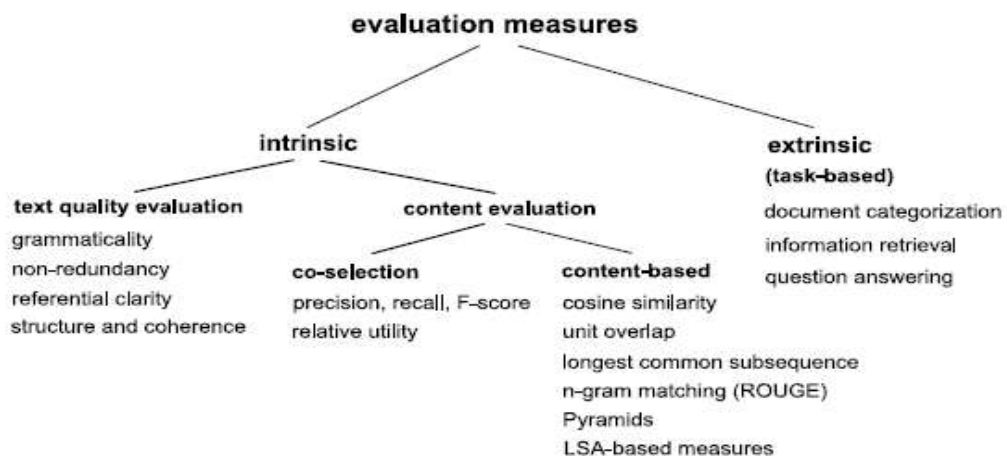 evaluation measures
intrinsic
extrinsic
(task-based)
text quality evaluation
grammaticality
non-redundancy
referential clarity
structure and coherence
content evaluation
co-selection
precision, recall, F-score
relative utility
content-based
cosine similarity
unit overlap
longest common subsequence
n-gram matching (ROUGE)
Pyramids
LSA-based measures
document categorization
information retrieval
question answering